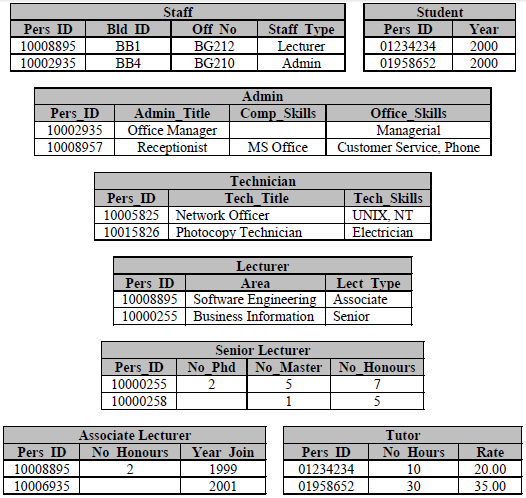 Staff
Pers_ID Bld_ID Off_No Staff_Type
10008895 BB1 BG212 Lecturer
10002935 BB4 BG210 Admin
Student
Pers_ID Year
01234234 2000
01958652 2000
Admin
Pers_ID Admin_Title Comp_Skills Office_Skills
10002935 Office Manager Managerial
10008957 Receptionist MS Office Customer Service, Phone
Technician
Pers_ID Tech_Title Tech_Skills
10005825 Network Officer UNIX, NT
10015826 Photocopy Technician Electrician
Lecturer
Pers_ID Area Lect_Type
10008895 Software Engineering Associate
10000255 Business Information Senior
Senior Lecturer
Pers_ID No_Phd No_Master No_Honours
10000255 2 5 7
10000258 1 5
Associate Lecturer
Pers_ID No_Honours Year_Join
10008895 2 1999
10006935 2001
Tutor
Pers_ID No_Hours Rate
01234234 10 20.00
01958652 30 35.00